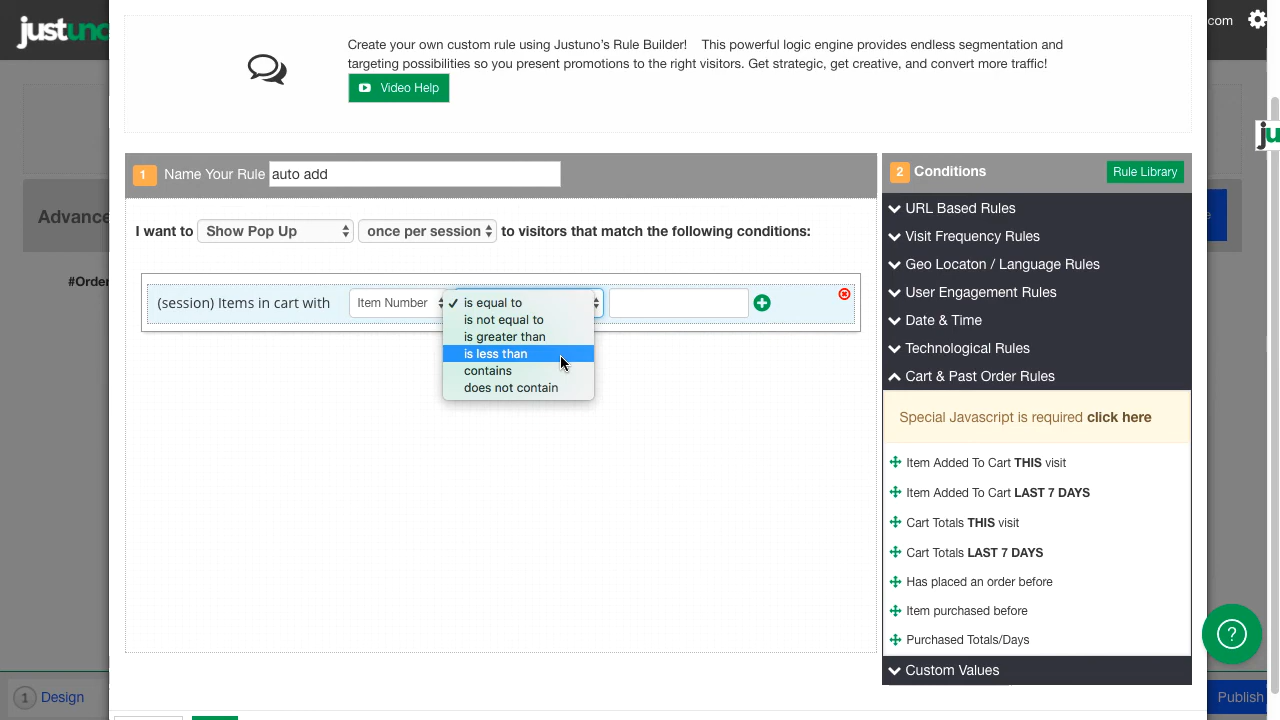 justuno
.com
Create your own custom rule using Justuno's Rule Builder! This powerful logic engine provides endless segmentation and
targeting possibilities so you present promotions to the right visitors. Get strategic, get creative, and convert more traffic!
Video Help
ju
1 Name Your Rule auto add
2 Conditions
Rule Library
Advance
e
#Order
I want to Show Pop Up once per session to visitors that match the following conditions:
(session) Items in cart with Item Number
✓ is equal to
is not equal to
is greater than
is less than
contains
does not contain
URL Based Rules
Visit Frequency Rules
Geo Locaton / Language Rules
User Engagement Rules
Date & Time
Technological Rules
Cart & Past Order Rules
Special Javascript is required click here
Item Added To Cart THIS visit
Item Added To Cart LAST 7 DAYS
Cart Totals THIS visit
Cart Totals LAST 7 DAYS
Has placed an order before
Item purchased before
Purchased Totals/Days
Custom Values
?
1 Design
Publish